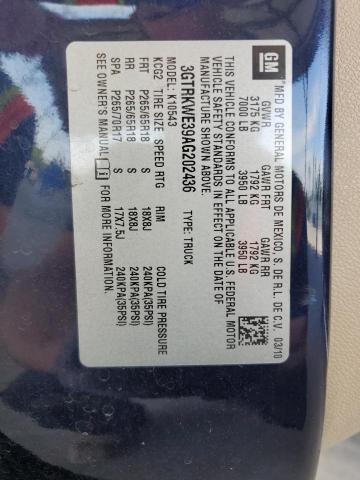 GM
MFD BY GENERAL MOTORS DE MEXICO, S. DE R.L. DE C.V. 03/10
GVWR GAWR FRT GAWR RR
3175 KG 1792 KG 1792 KG
7000 LB 3950 LB 3950 LB
THIS VEHICLE CONFORMS TO ALL APPLICABLE U.S. FEDERAL MOTOR
VEHICLE SAFETY STANDARDS IN EFFECT ON THE DATE OF
MANUFACTURE SHOWN ABOVE.
3GTRKWE39AG202436 TYPE: TRUCK
MODEL: K10543
KCG2 TIRE SIZE SPEED RTG RIM COLD TIRE PRESSURE
FRT P265/65R18 S 18X8J 240KPA(35PSI)
RR P265/65R18 S 18X8J 240KPA(35PSI)
SPA P265/70R17 S 17X7.5J 240KPA(35PSI)
SEE OWNER'S MANUAL FOR MORE INFORMATION.